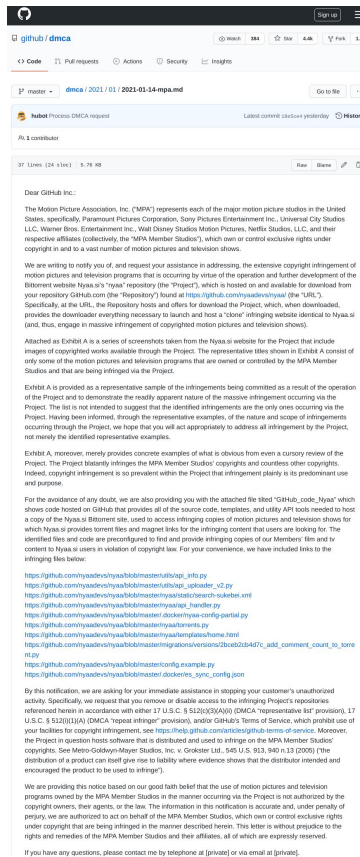 Sign up
github / dmca
Watch 384
Star 4.4k
Fork
Code
Pull requests
Actions
Security
Insights
master
dmca / 2021 / 01 / 2021-01-14-mpa.md
Go to file
hubot Process DMCA request
Latest commit yesterday
Histor
1 contributor
37 lines (24 sloc) 5.76 KB
Raw
Blame
Dear GitHub Inc.:
The Motion Picture Association, Inc. ("MPA") represents each of the major motion picture studios in the United
States, specifically, Paramount Pictures Corporation, Sony Pictures Entertainment Inc., Universal City Studios
LLC, Warner Bros. Entertainment Inc., Walt Disney Studios Motion Pictures, Netflix Studios, LLC, and their
respective affiliates (collectively, the "MPA Member Studios"), which own or control exclusive rights under
copyright in and to a vast number of motion pictures and television shows.
We are writing to notify you of, and request your assistance in addressing, the extensive copyright infringement of
motion pictures and television programs that is occurring by virtue of the operation and further development of the
Bittorrent website Nyaa.si's "nyaa" repository (the "Project"), which is hosted on and available for download from
your repository GitHub.com (the "Repository") found at https://github.com/nyaadevs/nyaa/ (the "URL").
Specifically, at the URL, the Repository hosts and offers for download the Project, which, when downloaded,
provides the downloader everything necessary to launch and host a "clone" infringing website identical to Nyaa.si
(and, thus, engage in massive infringement of copyrighted motion pictures and television shows).
Attached as Exhibit A is a series of screenshots taken from the Nyaa.si website for the Project that include
images of copyrighted works available through the Project. The representative titles shown in Exhibit A consist of
only some of the motion pictures and television programs that are owned or controlled by the MPA Member
Studios and that are being infringed via the Project.
Exhibit A is provided as a representative sample of the infringements being committed as a result of the operation
of the Project and to demonstrate the readily apparent nature of the massive infringement occurring via the
Project. The list is not intended to suggest that the identified infringements are the only ones occurring via the
Project. Having been informed, through the representative examples, of the nature and scope of infringements
occurring through the Project, we hope that you will act appropriately to address all infringement by the Project,
not merely the identified representative examples.
Exhibit A, moreover, merely provides concrete examples of what is obvious from even a cursory review of the
Project. The Project blatantly infringes the MPA Member Studios' copyrights and countless other copyrights.
Indeed, copyright infringement is so prevalent within the Project that infringement plainly is its predominant use
and purpose.
For the avoidance of any doubt, we are also providing you with the attached file titled "GitHub_code_Nyaa" which
shows code hosted on GitHub that provides all of the source code, templates, and utility API tools needed to host
a copy of the Nyaa.si Bittorrent site, used to access infringing copies of motion pictures and television shows for
which Nyaa.si provides torrent files and magnet links for the infringing content that users are looking for. The
identified files and code are preconfigured to find and provide infringing copies of our Members' film and tv
content to Nyaa.si users in violation of copyright law. For your convenience, we have included links to the
infringing files below:
https://github.com/nyaadevs/nyaa/blob/master/utils/api_info.py
https://github.com/nyaadevs/nyaa/blob/master/utils/api_uploader_v2.py
https://github.com/nyaadevs/nyaa/blob/master/nyaa/static/search-sukebei.xml
https://github.com/nyaadevs/nyaa/blob/master/nyaa/api_handler.py
https://github.com/nyaadevs/nyaa/blob/master/.docker/nyaa-config-partial.py
https://github.com/nyaadevs/nyaa/blob/master/nyaa/torrents.py
https://github.com/nyaadevs/nyaa/blob/master/nyaa/templates/home.html
https://github.com/nyaadevs/nyaa/blob/master/migrations/versions/2bceb2cb4d7c_add_comment_count_to_torre
nt.py
https://github.com/nyaadevs/nyaa/blob/master/config.example.py
https://github.com/nyaadevs/nyaa/blob/master/.docker/es_sync_config.json
By this notification, we are asking for your immediate assistance in stopping your customer's unauthorized
activity. Specifically, we request that you remove or disable access to the infringing Project's repositories
referenced herein in accordance with either 17 U.S.C. § 512(c)(3)(A)(ii) (DMCA "representative list" provision), 17
U.S.C. § 512(i)(1)(A) (DMCA "repeat infringer" provision), and/or GitHub's Terms of Service, which prohibit use of
your facilities for copyright infringement, see https://help.github.com/articles/github-terms-of-service. Moreover,
the Project in question hosts software that is distributed and used to infringe on the MPA Member Studios'
copyrights. See Metro-Goldwyn-Mayer Studios, Inc. v. Grokster Ltd., 545 U.S. 913, 940 n.13 (2005) ("the
distribution of a product can itself give rise to liability where evidence shows that the distributor intended and
encouraged the product to be used to infringe").
We are providing this notice based on our good faith belief that the use of motion pictures and television
programs owned by the MPA Member Studios in the manner occurring via the Project is not authorized by the
copyright owners, their agents, or the law. The information in this notification is accurate and, under penalty of
perjury, we are authorized to act on behalf of the MPA Member Studios, which own or control exclusive rights
under copyright that are being infringed in the manner described herein. This letter is without prejudice to the
rights and remedies of the MPA Member Studios and their affiliates, all of which are expressly reserved.
If you have any questions, please contact me by telephone at [private] or via email at [private].